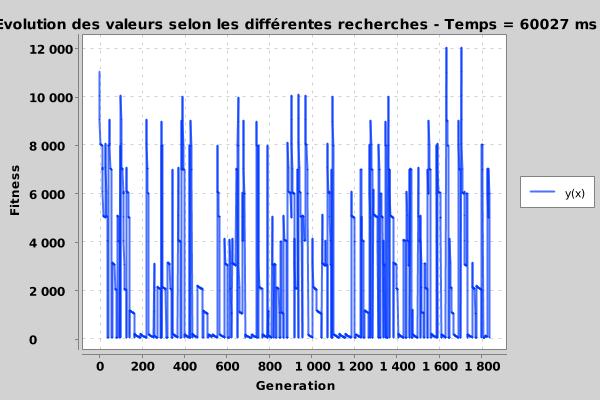 Evolution des valeurs selon les différentes recherches - Temps = 60027 ms
12 000
10 000
8 000
6 000
4 000
2 000
0
Fitness
0 200 400 600 800 1 000 1 200 1 400 1 600 1 800
Generation
y(x)